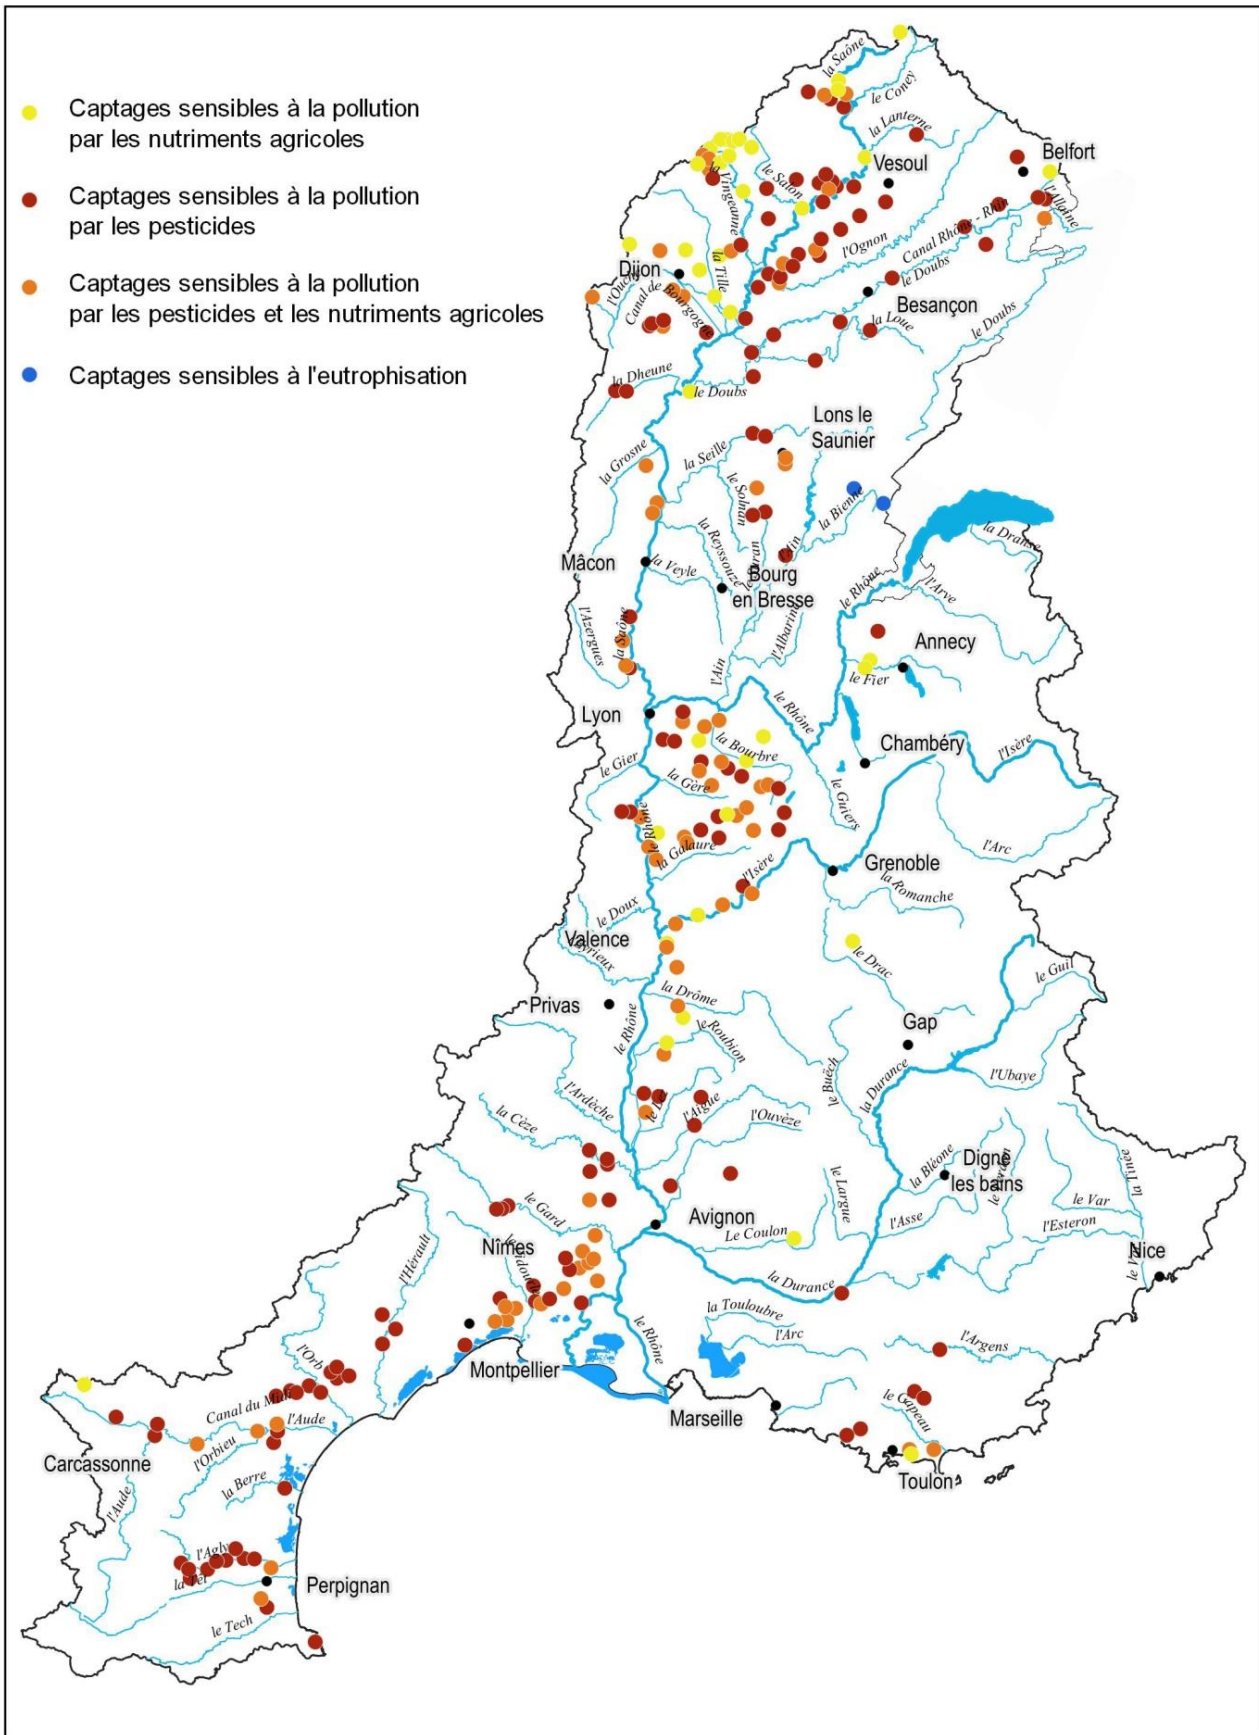 Captages sensibles à la pollution
par les nutriments agricoles
Captages sensibles à la pollution
par les pesticides
Captages sensibles à la pollution
par les pesticides et les nutriments agricoles
Captages sensibles à l'eutrophisation
la Saône
le Coney
la Lanterne
Vesoul
Belfort
l'Allaine
la Vingeanne
le Salon
l'Ognon
Canal Rhône - Rhin
le Doubs
Dijon
la Tille
Canal de Bourgogne
Besançon
la Loue
le Doubs
la Dheune
le Doubs
Lons le
Saunier
la Grosne
la Seille
le Solnan
la Bienne
la Reyssouze
la Dranse
Mâcon
la Veyle
Bourg
en Bresse
le Rhône
l'Arve
l'Azergues
la Saône
l'Albarine
l'Ain
Annecy
le Fier
Lyon
le Rhône
la Bourbre
Chambéry
l'Isère
le Gier
la Gère
le Guiers
le Rhône
la Galaure
l'Arc
l'Isère
Grenoble
la Romanche
le Doux
Valence
le Drac
le Guil
la Drôme
Privas
le Rhône
le Roubion
Gap
le Buëch
la Durance
l'Ubaye
l'Ardèche
la Cèze
l'Aigue
l'Ouvèze
la Bléone
Digne
les bains
la Tinée
le Largue
le Gard
Avignon
le Var
l'Asse
l'Esteron
Le Coulon
Nîmes
Nice
l'Hérault
la Durance
la Touloubre
l'Arc
le Rhône
l'Argens
l'Orb
Montpellier
le Gapeau
Canal du Midi
l'Aude
Marseille
l'Orbieu
Carcassonne
la Berre
Toulon
l'Aude
l'Agly
Perpignan
le Tech